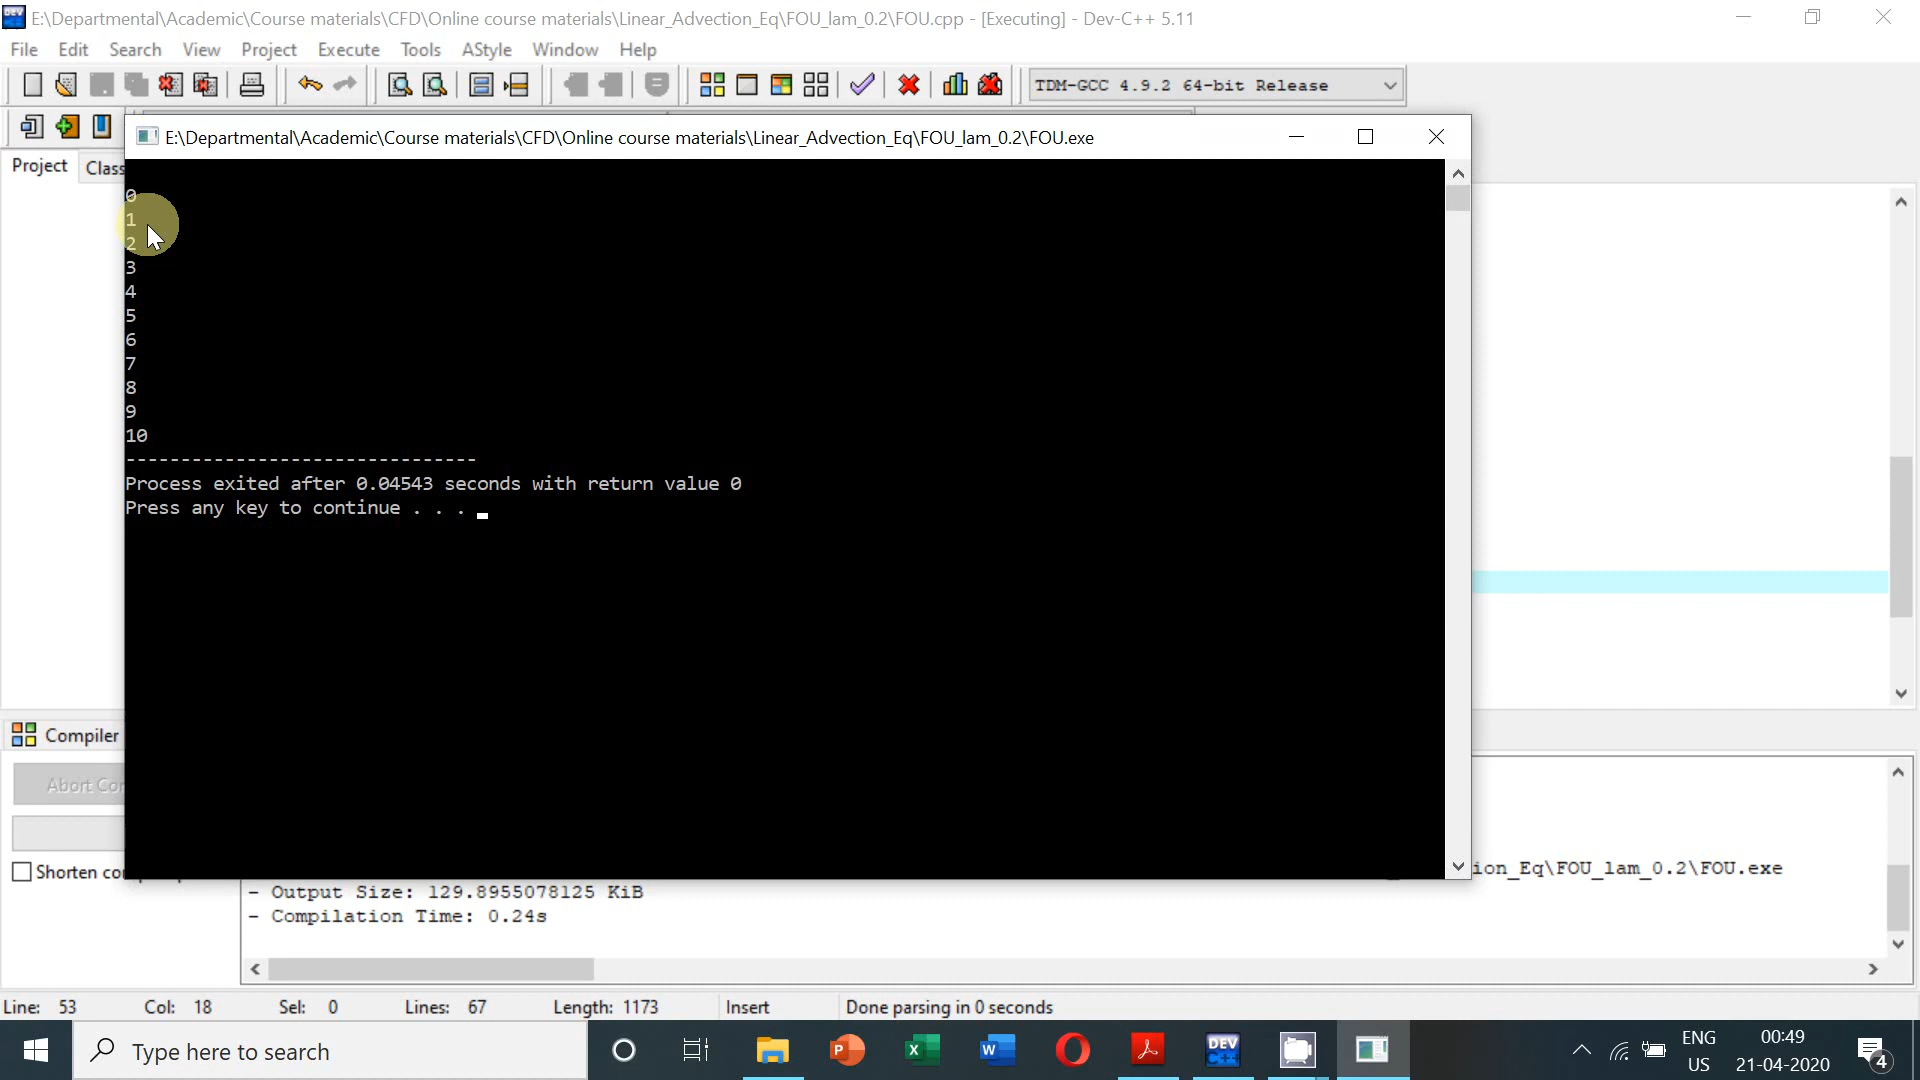 E:\Departmental\Academic\Course materials\CFD\Online course materials\Linear_Advection_Eq\FOU_lam_0.2\FOU.cpp - [Executing] - Dev-C++ 5.11
File Edit Search View Project Execute Tools AStyle Window Help
TDM-GCC 4.9.2 64-bit Release
E:\Departmental\Academic\Course materials\CFD\Online course materials\Linear_Advection_Eq\FOU_lam_0.2\FOU.exe
Project Class
0
1
2
3
4
5
6
7
8
9
10
--------------------------------
Process exited after 0.04543 seconds with return value 0
Press any key to continue . . .
Compiler
Abort Co
Shorten co
ion_Eq\FOU_lam_0.2\FOU.exe
- Output Size: 129.8955078125 KiB
- Compilation Time: 0.24s
Line: 53 Col: 18 Sel: 0 Lines: 67 Length: 1173 Insert Done parsing in 0 seconds
Type here to search
DEV C++
ENG
US
00:49
21-04-2020
4